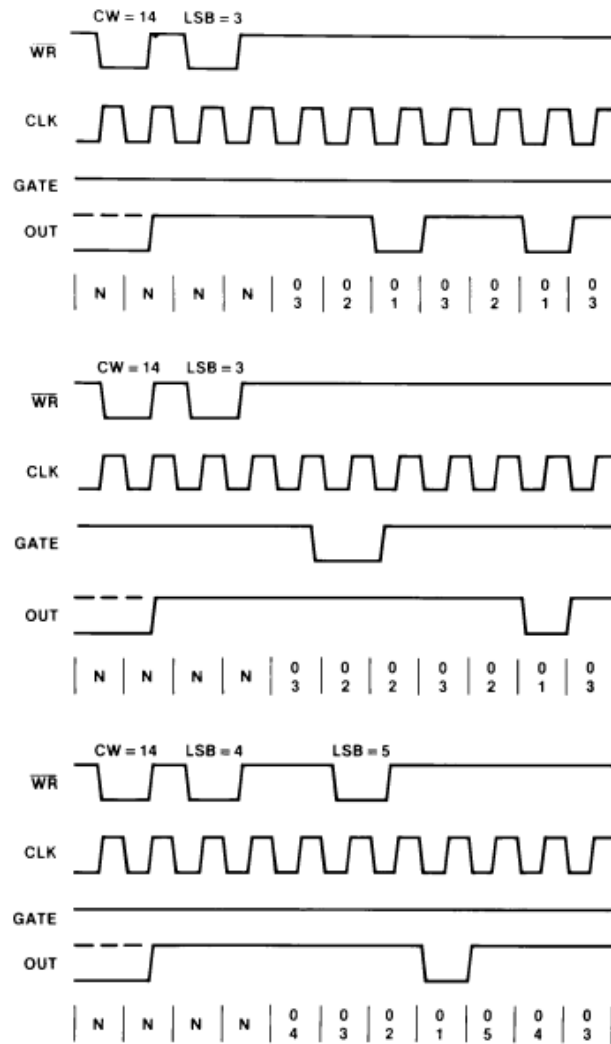 CW = 14 LSB = 3
WR
CLK
GATE
OUT
N N N N 0 0 0 0 0 0 0
3 2 1 3 2 1 3
CW = 14 LSB = 3
WR
CLK
GATE
OUT
N N N N 0 0 0 0 0 0 0
3 2 2 3 2 1 3
CW = 14 LSB = 4 LSB = 5
WR
CLK
GATE
OUT
N N N N 0 0 0 0 0 0 0
4 3 2 1 5 4 3